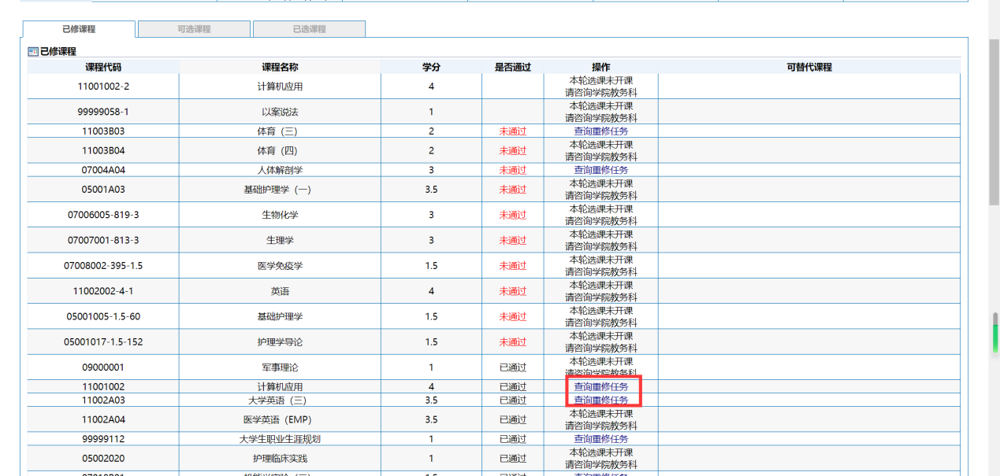 已修课程 可选课程 已选课程
已修课程
课程代码 课程名称 学分 是否通过 操作 可替代课程
11001002-2 计算机应用 4 本轮选课未开课
请咨询学院教务科
99999058-1 以案说法 1 本轮选课未开课
请咨询学院教务科
11003B03 体育（三） 2 未通过 查询重修任务
11003B04 体育（四） 2 未通过 本轮选课未开课
请咨询学院教务科
07004A04 人体解剖学 3 未通过 查询重修任务
05001A03 基础护理学（一） 3.5 未通过 本轮选课未开课
请咨询学院教务科
07006005-819-3 生物化学 3 未通过 本轮选课未开课
请咨询学院教务科
07007001-813-3 生理学 3 未通过 本轮选课未开课
请咨询学院教务科
07008002-395-1.5 医学免疫学 1.5 未通过 本轮选课未开课
请咨询学院教务科
11002002-4-1 英语 4 未通过 本轮选课未开课
请咨询学院教务科
05001005-1.5-60 基础护理学 1.5 未通过 本轮选课未开课
请咨询学院教务科
05001017-1.5-152 护理学导论 1.5 未通过 本轮选课未开课
请咨询学院教务科
09000001 军事理论 1 已通过 本轮选课未开课
请咨询学院教务科
11001002 计算机应用 4 已通过 查询重修任务
11002A03 大学英语（三） 3.5 已通过 查询重修任务
11002A04 医学英语（EMP） 3.5 已通过 本轮选课未开课
请咨询学院教务科
99999112 大学生职业生涯规划 1 已通过 查询重修任务
05002020 护理临床实践 1 已通过 本轮选课未开课
请咨询学院教务科